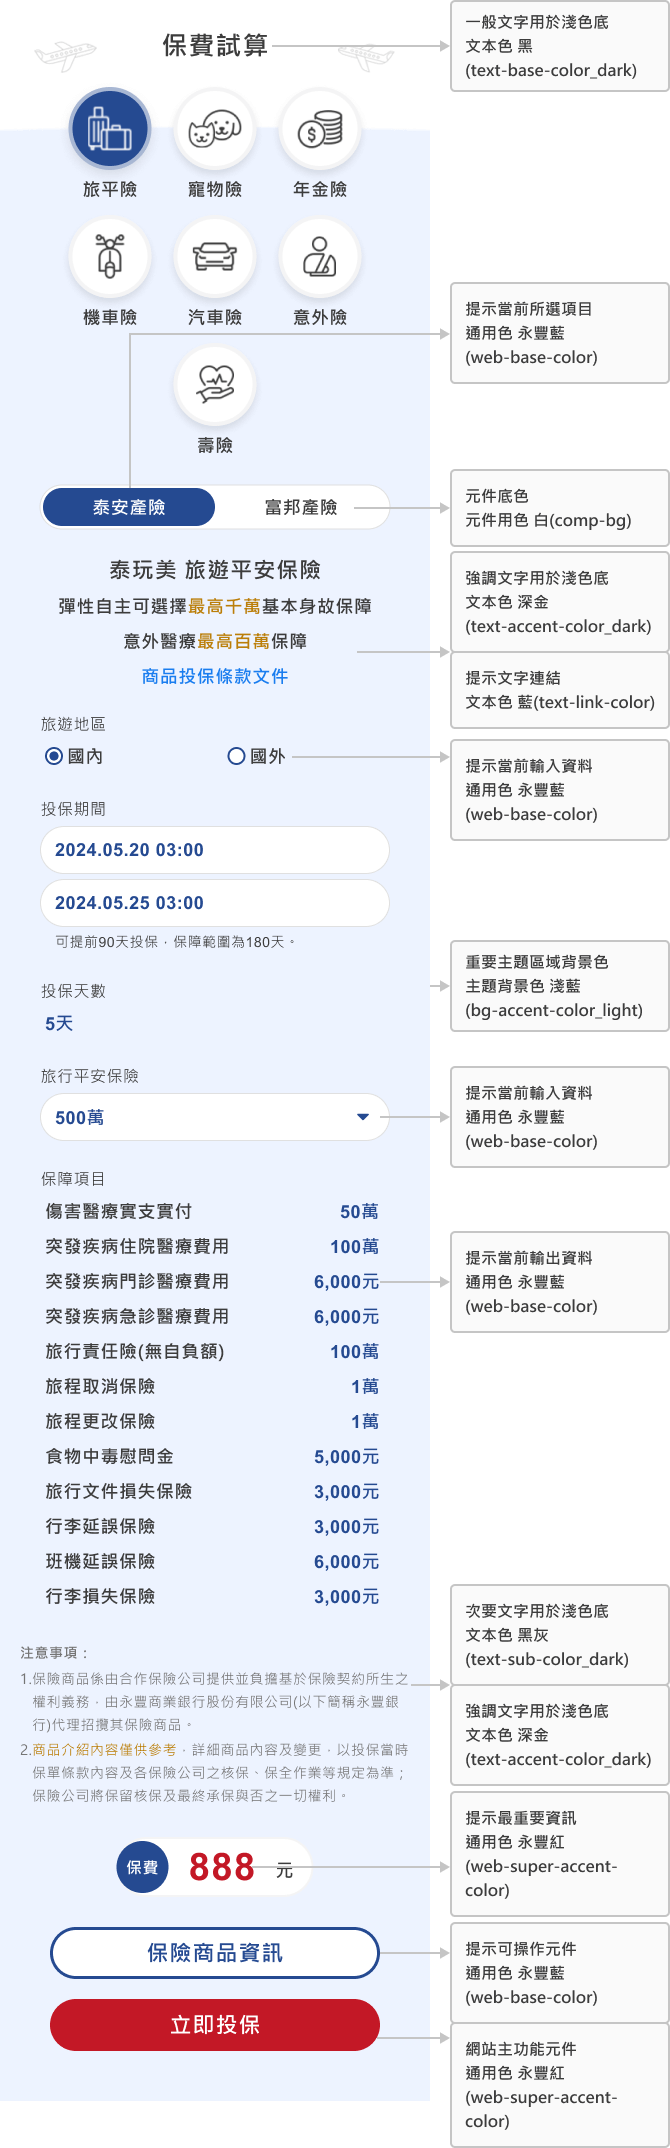 保費試算
一般文字用於淺色底
文本色 黑
(text-base-color_dark)
旅平險
寵物險
年金險
機車險
汽車險
意外險
壽險
提示當前所選項目
通用色 永豐藍
(web-base-color)
泰安產險
富邦產險
元件底色
元件用色 白(comp-bg)
泰玩美 旅遊平安保險
彈性自主可選擇最高千萬基本身故保障
意外醫療最高百萬保障
商品投保條款文件
強調文字用於淺色底
文本色 深金
(text-accent-color_dark)
提示文字連結
文本色 藍(text-link-color)
旅遊地區
國內
國外
提示當前輸入資料
通用色 永豐藍
(web-base-color)
投保期間
2024.05.20 03:00
2024.05.25 03:00
可提前90天投保，保障範圍為180天。
投保天數
5天
重要主題區域背景色
主題背景色 淺藍
(bg-accent-color_light)
旅行平安保險
500萬
提示當前輸入資料
通用色 永豐藍
(web-base-color)
保障項目
傷害醫療實支實付 50萬
突發疾病住院醫療費用 100萬
突發疾病門診醫療費用 6,000元
突發疾病急診醫療費用 6,000元
旅行責任險(無自負額) 100萬
旅程取消保險 1萬
旅程更改保險 1萬
食物中毒慰問金 5,000元
旅行文件損失保險 3,000元
行李延誤保險 3,000元
班機延誤保險 6,000元
行李損失保險 3,000元
提示當前輸出資料
通用色 永豐藍
(web-base-color)
注意事項：
1.保險商品係由合作保險公司提供並負擔基於保險契約所生之
權利義務，由永豐商業銀行股份有限公司(以下簡稱永豐銀
行)代理招攬其保險商品。
2.商品介紹內容僅供參考，詳細商品內容及變更，以投保當時
保單條款內容及各保險公司之核保、保全作業等規定為準；
保險公司將保留核保及最終承保與否之一切權利。
次要文字用於淺色底
文本色 黑灰
(text-sub-color_dark)
強調文字用於淺色底
文本色 深金
(text-accent-color_dark)
保費 888 元
提示最重要資訊
通用色 永豐紅
(web-super-accent-
color)
保險商品資訊
提示可操作元件
通用色 永豐藍
(web-base-color)
立即投保
網站主功能元件
通用色 永豐紅
(web-super-accent-
color)